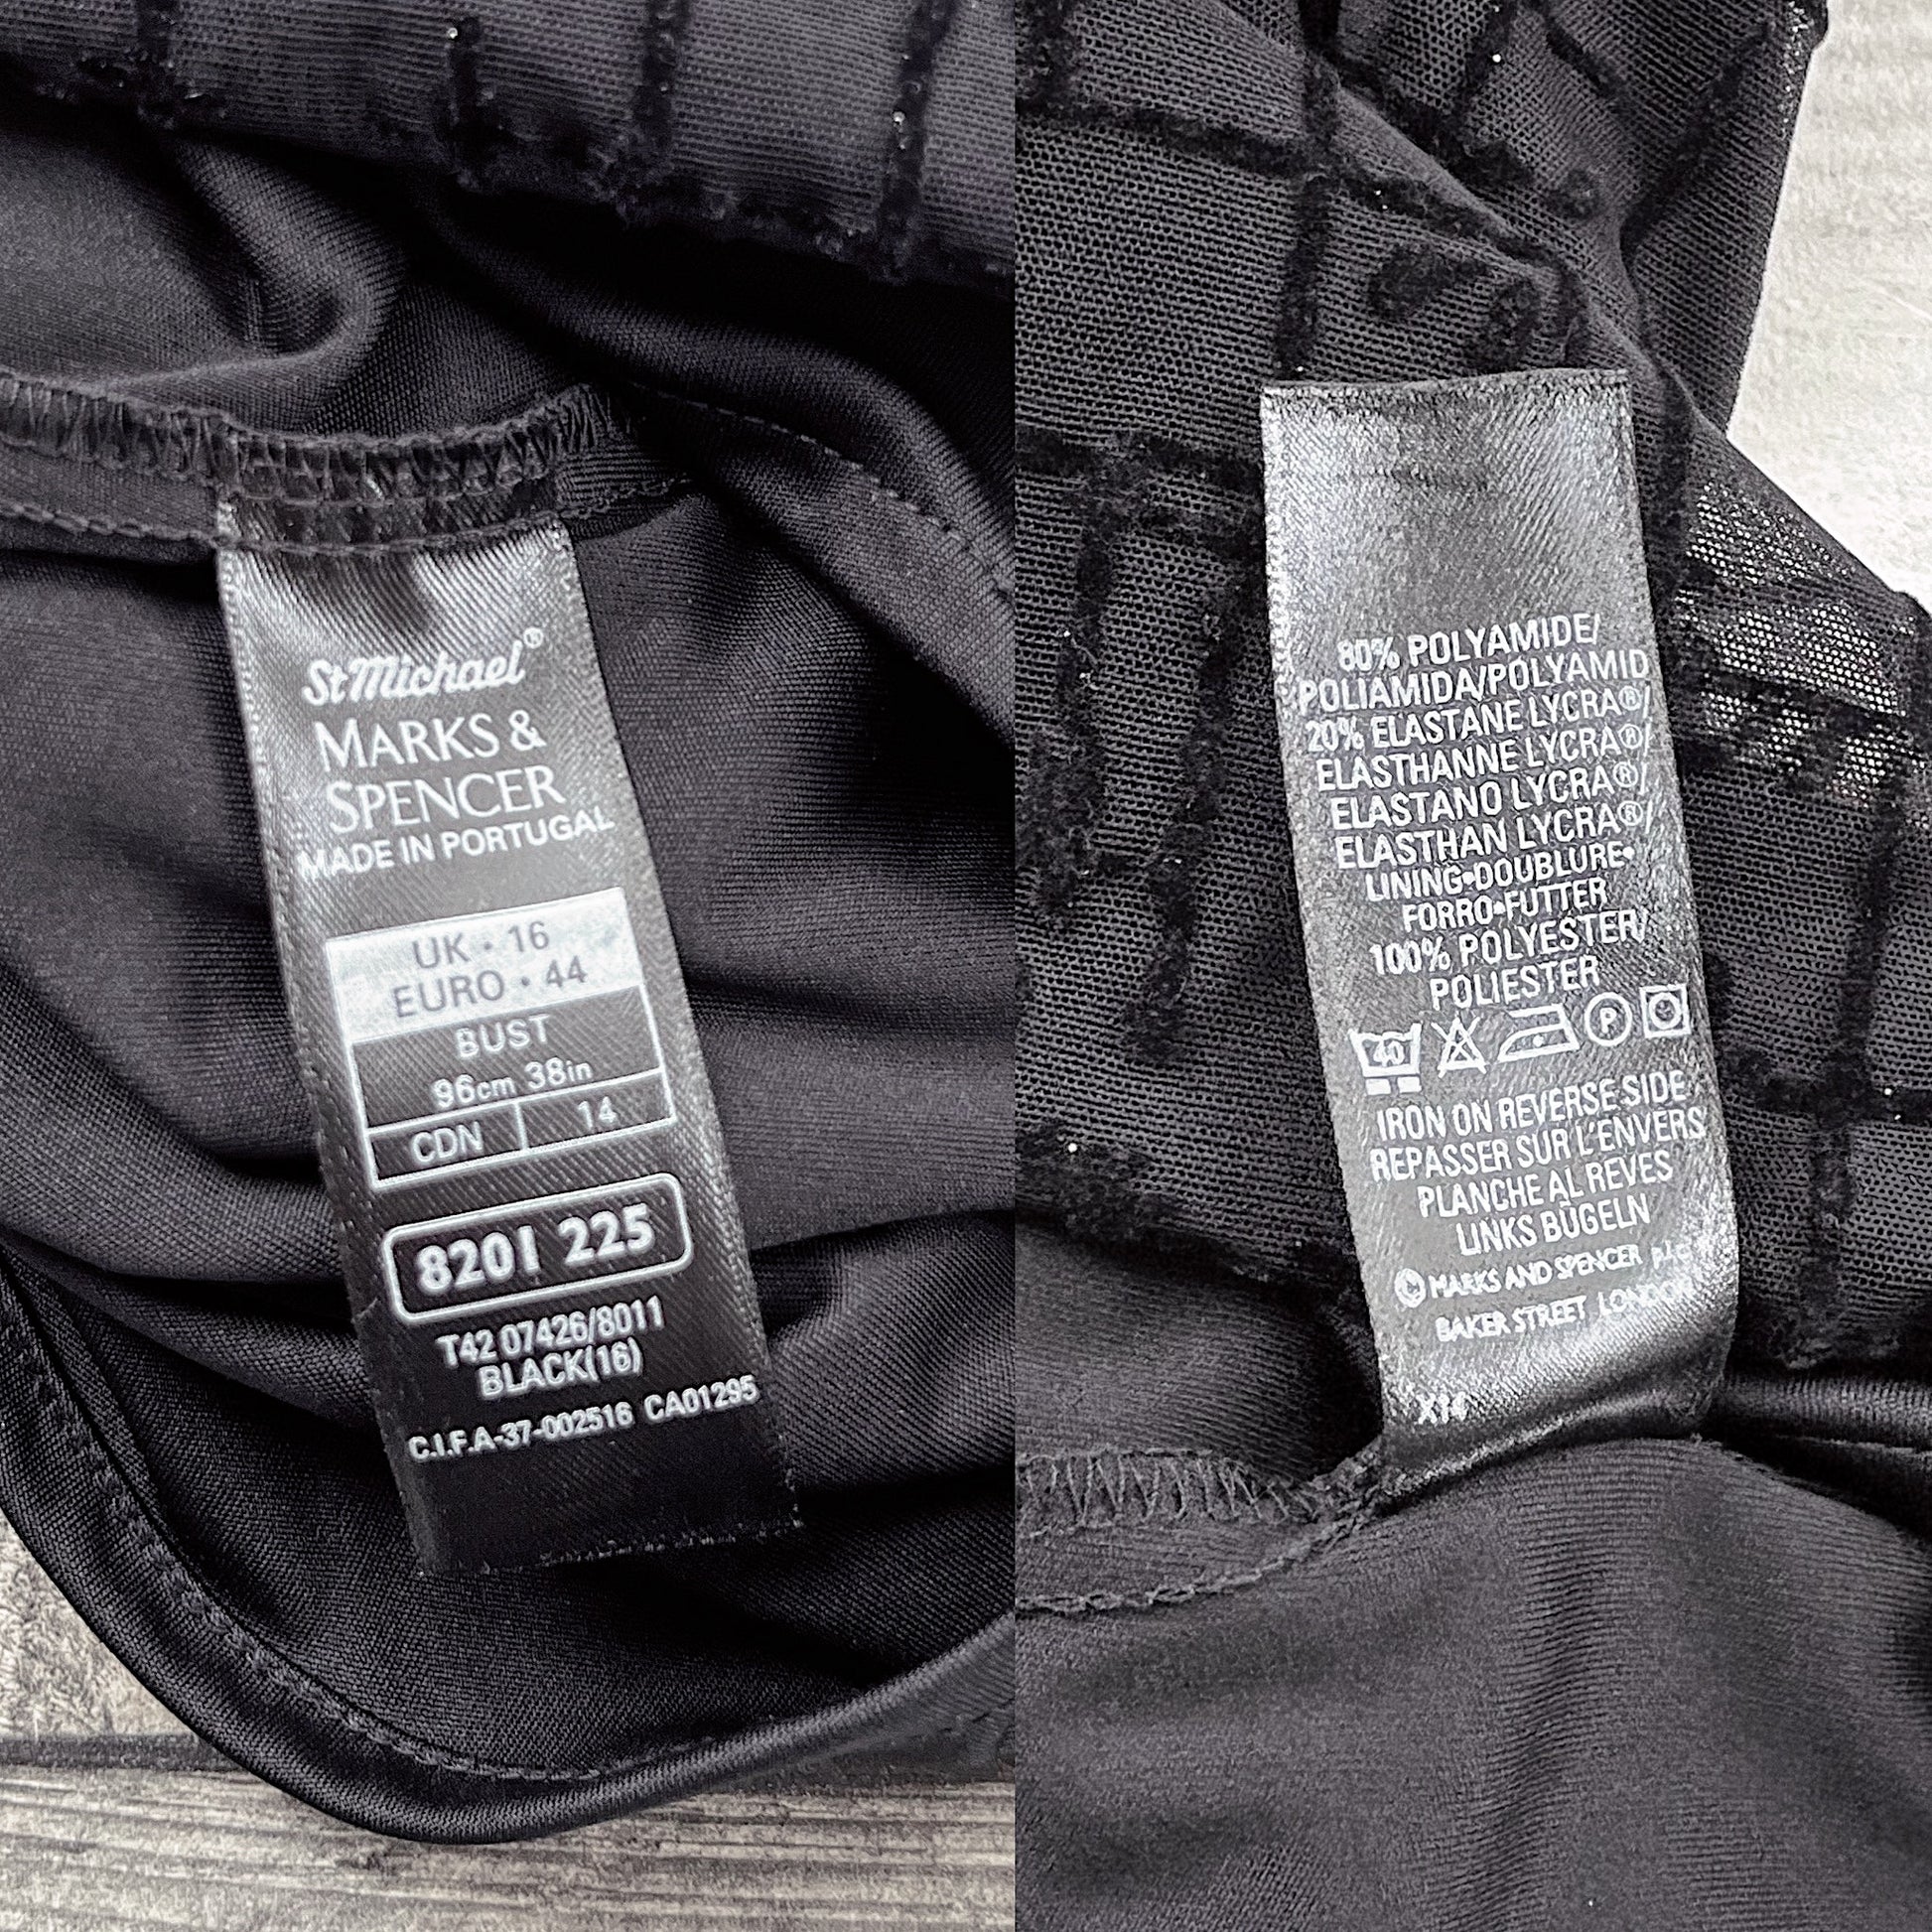 St Michael®
MARKS &
SPENCER
MADE IN PORTUGAL
UK · 16
EURO · 44
BUST
96cm 38in
CDN 14
8201 225
T42 07426/8011
BLACK(16)
C.I.F.A-37-002516 CA01295
80% POLYAMIDE/
POLIAMIDA/POLYAMID
20% ELASTANE LYCRA®/
ELASTHANNE LYCRA®/
ELASTANO LYCRA®/
ELASTHAN LYCRA®/
LINING•DOUBLURE•
FORRO•FUTTER
100% POLYESTER/
POLIESTER
40 P
IRON ON REVERSE SIDE
REPASSER SUR L'ENVERS
PLANCHE AL REVES
LINKS BÜGELN
© MARKS AND SPENCER p.l.c.
BAKER STREET LONDON
X14